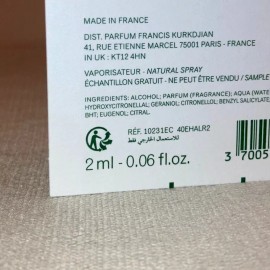 MADE IN FRANCE
DIST. PARFUM FRANCIS KURKDJIAN
41, RUE ETIENNE MARCEL 75001 PARIS - FRANCE
IN UK : KT12 4HN
VAPORISATEUR - NATURAL SPRAY
ÉCHANTILLON GRATUIT - NE PEUT ÊTRE VENDU / SAMPLE
INGREDIENTS: ALCOHOL; PARFUM (FRAGRANCE); AQUA (WATE
HYDROXYCITRONELLAL; GERANIOL; CITRONELLOL; BENZYL SALICYLATE
BHT; EUGENOL; CITRAL.
RÉF. 10231EC 40EHALR2
للاستعمال الخارجي فقط
2 ml - 0.06 fl.oz.
3 7005